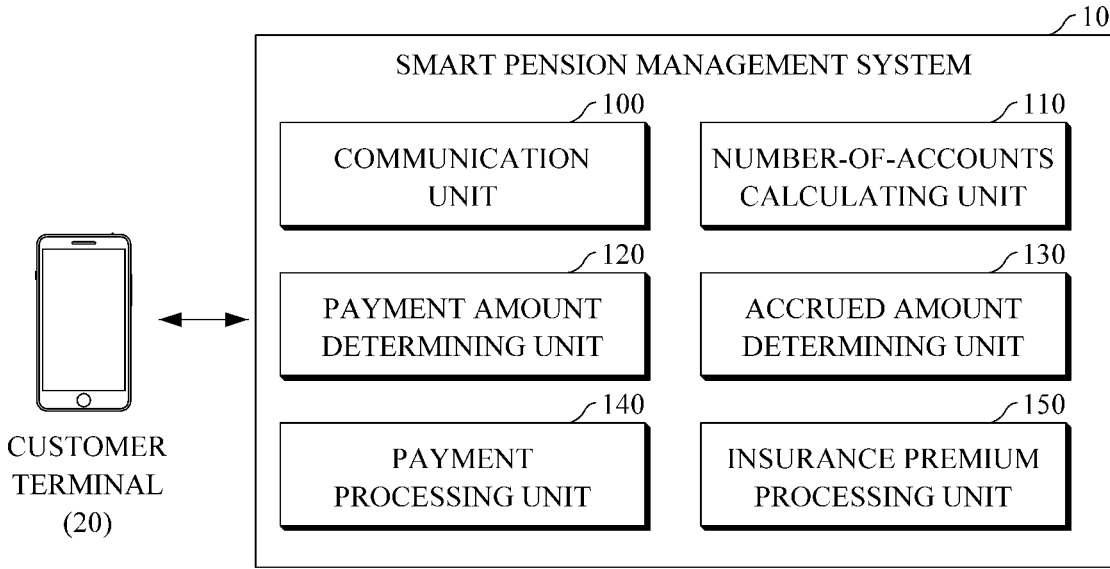 10
SMART PENSION MANAGEMENT SYSTEM
100
COMMUNICATION
UNIT
110
NUMBER-OF-ACCOUNTS
CALCULATING UNIT
120
PAYMENT AMOUNT
DETERMINING UNIT
130
ACCRUED AMOUNT
DETERMINING UNIT
140
PAYMENT
PROCESSING UNIT
150
INSURANCE PREMIUM
PROCESSING UNIT
CUSTOMER
TERMINAL
(20)